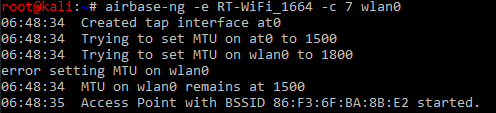 root@kali:~# airbase-ng -e RT-WiFi_1664 -c 7 wlan0
06:48:34  Created tap interface at0
06:48:34  Trying to set MTU on at0 to 1500
06:48:34  Trying to set MTU on wlan0 to 1800
error setting MTU on wlan0
06:48:34  MTU on wlan0 remains at 1500
06:48:35  Access Point with BSSID 86:F3:6F:BA:8B:E2 started.